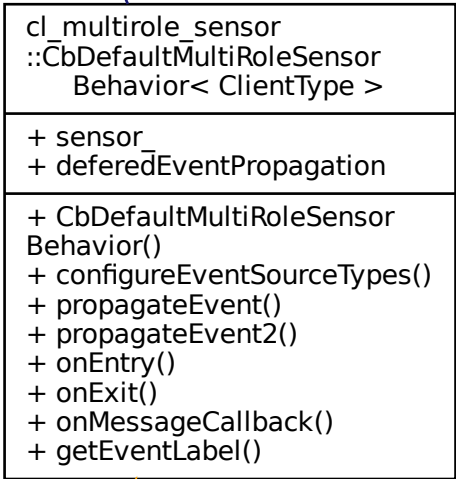 cl_multirole_sensor
::CbDefaultMultiRoleSensor
Behavior< ClientType >
+ sensor_
+ deferedEventPropagation
+ CbDefaultMultiRoleSensor
Behavior()
+ configureEventSourceTypes()
+ propagateEvent()
+ propagateEvent2()
+ onEntry()
+ onExit()
+ onMessageCallback()
+ getEventLabel()